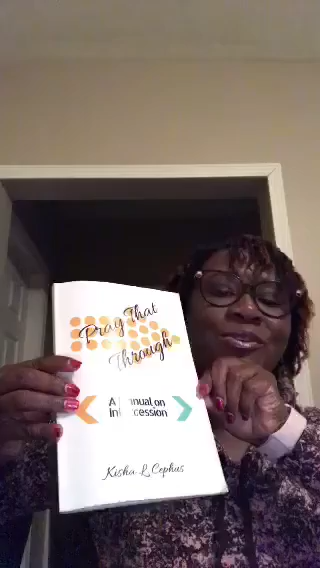 Pray That
Through
A Manual on
Intercession
Kisha L Cephus